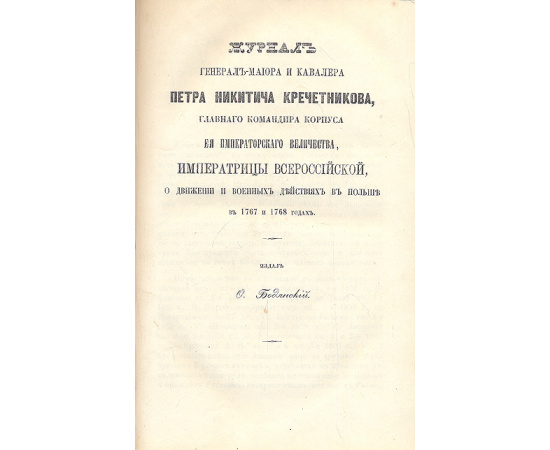 ЖУРНАЛЪ
ГЕНЕРАЛЪ-МАІОРА И КАВАЛЕРА
ПЕТРА НИКИТИЧА КРЕЧЕТНИКОВА,
ГЛАВНАГО КОМАНДИРА КОРПУСА
ЕЯ ИМПЕРАТОРСКАГО ВЕЛИЧЕСТВА,
ИМПЕРАТРИЦЫ ВСЕРОССІЙСКОЙ,
О ДВИЖЕНИИ И ВОЕННЫХЪ ДѢЙСТВІЯХЪ ВЪ ПОЛЬШѢ
ВЪ 1767 И 1768 ГОДАХЪ.
ИЗДАЛЪ
О. Бодянскій.